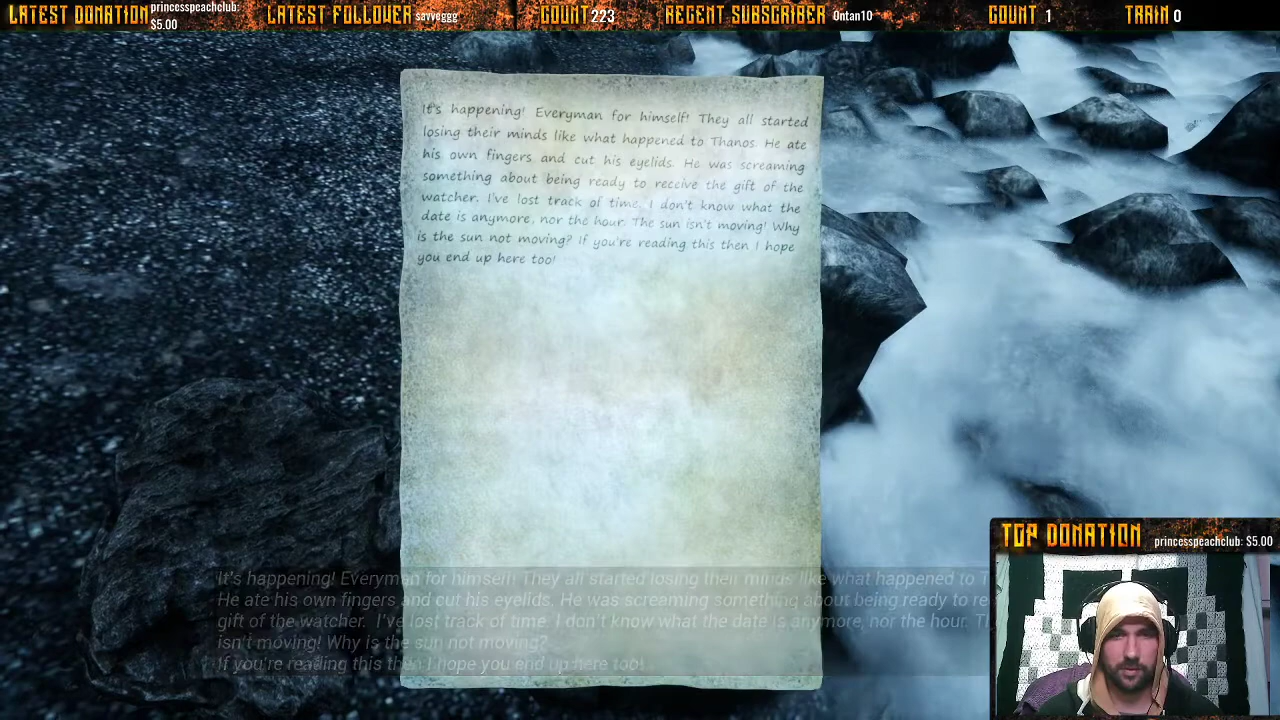 LATEST DONATION princesspeachclub: $5.00 LATEST FOLLOWER savveggg COUNT 223 RECENT SUBSCRIBER Ontan10 COUNT 1 TRAIN 0
It's happening! Everyman for himself! They all started
losing their minds like what happened to Thanos. He ate
his own fingers and cut his eyelids. He was screaming
something about being ready to receive the gift of the
watcher. I've lost track of time. I don't know what the
date is anymore, nor the hour. The sun isn't moving! Why
is the sun not moving? If you're reading this then I hope
you end up here too!
It's happening! Everyman for himself! They all started losing their minds like what happened to T
He ate his own fingers and cut his eyelids. He was screaming something about being ready to re
gift of the watcher. I've lost track of time. I don't know what the date is anymore, nor the hour. T
isn't moving! Why is the sun not moving?
If you're reading this then I hope you end up here too!
TOP DONATION princesspeachclub: $5.00